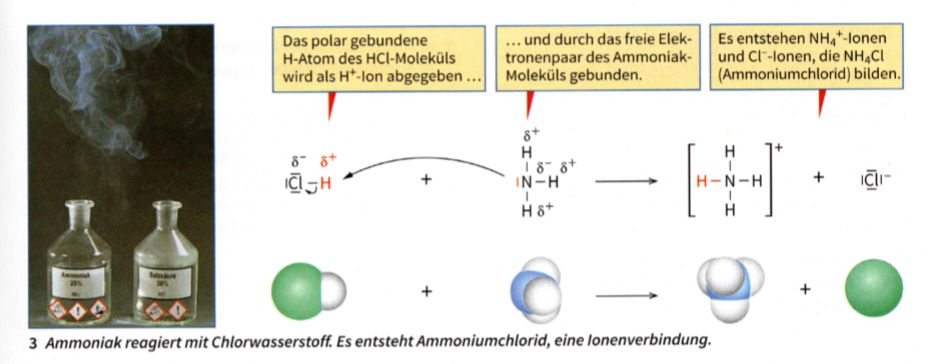 Das polar gebundene
H-Atom des HCl-Moleküls
wird als H⁺-Ion abgegeben ...
... und durch das freie Elek-
tronenpaar des Ammoniak-
Moleküls gebunden.
Es entstehen NH₄⁺-Ionen
und Cl⁻-Ionen, die NH₄Cl
(Ammoniumchlorid) bilden.
δ⁻ δ⁺
Cl H
+
δ⁺
H
δ⁻ δ⁺
N–H
H δ⁺
H
H–N–H
H
+
+
Cl⁻
Ammoniak
25%
Salzsäure
+
+
3 Ammoniak reagiert mit Chlorwasserstoff. Es entsteht Ammoniumchlorid, eine Ionenverbindung.